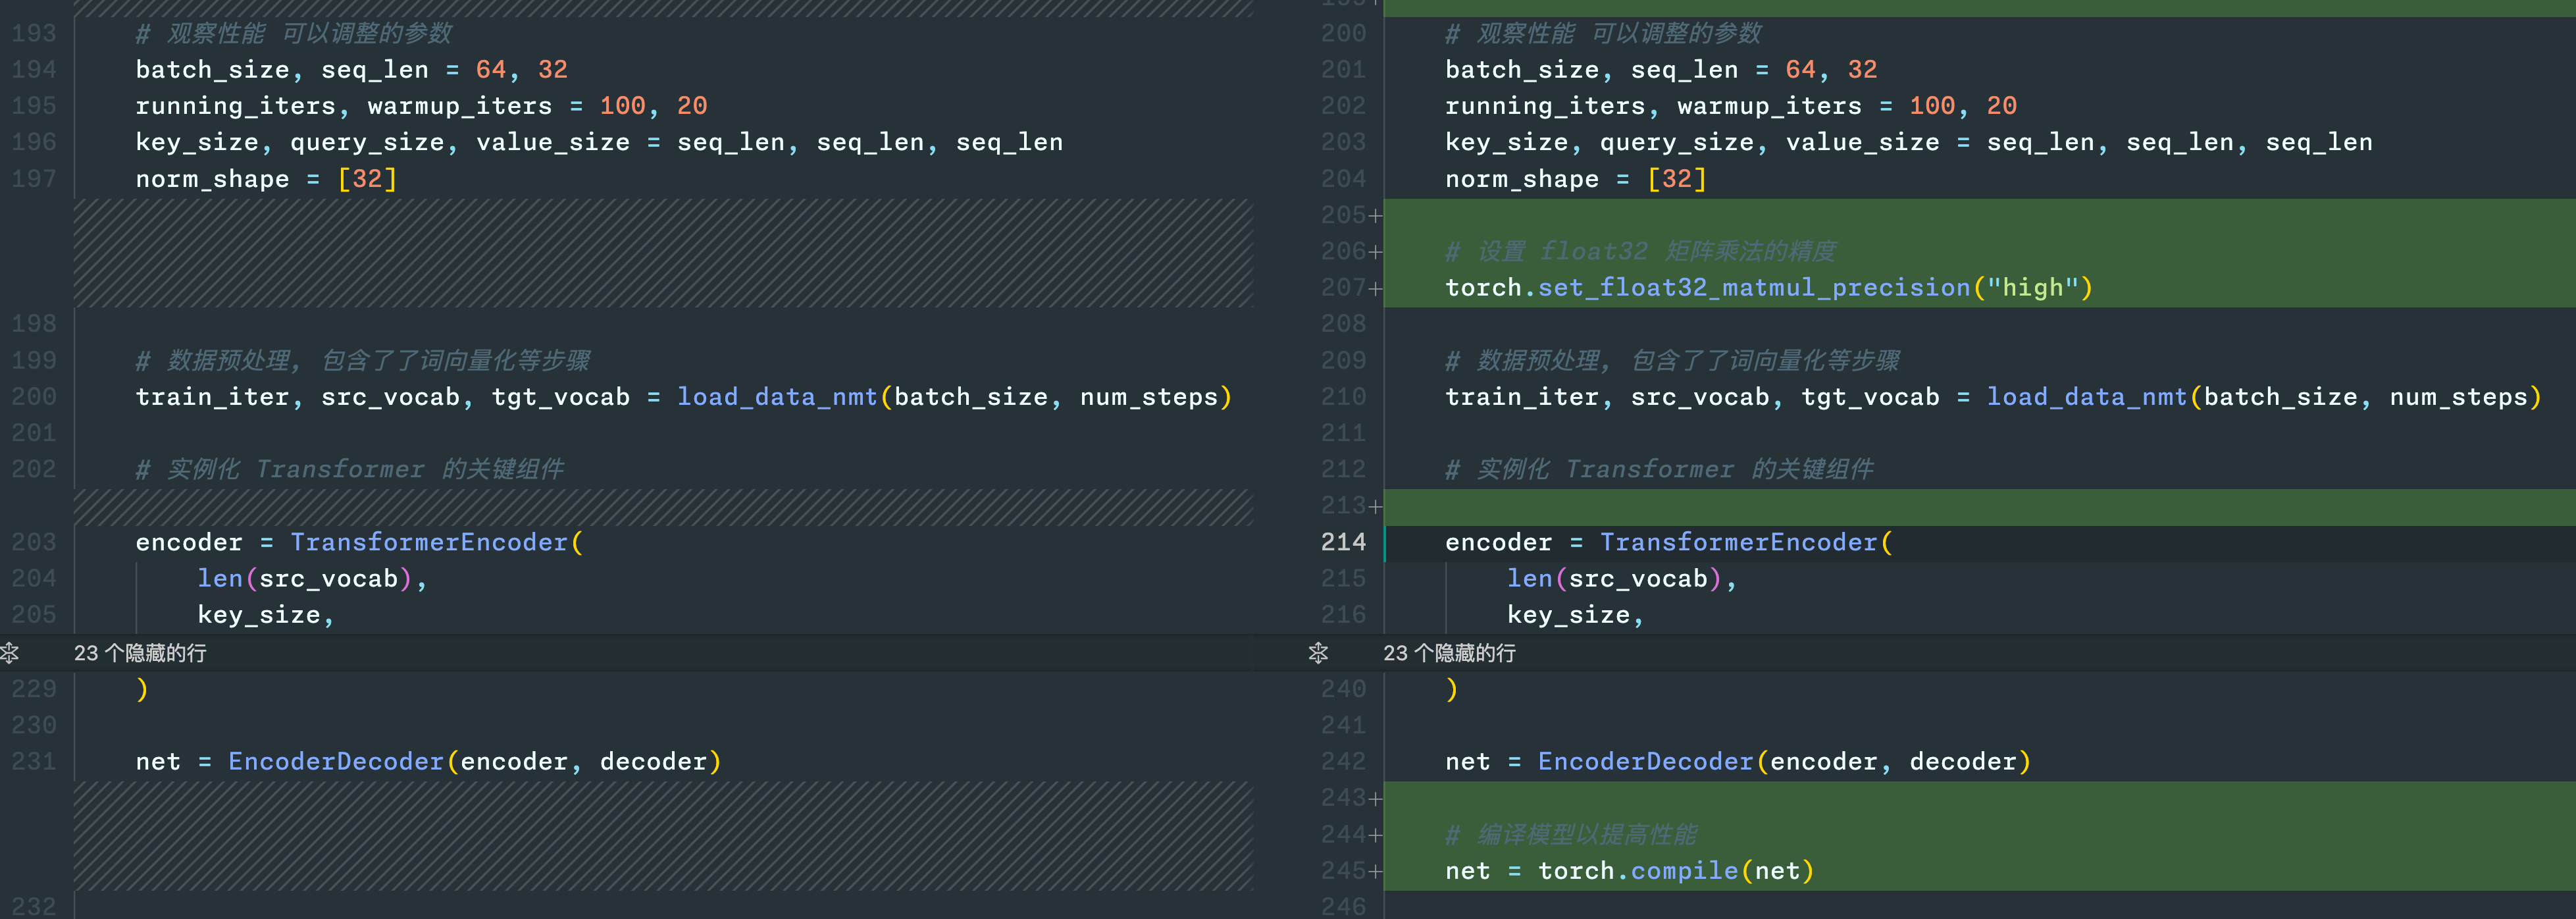 193 # 观察性能 可以调整的参数
194 batch_size, seq_len = 64, 32
195 running_iters, warmup_iters = 100, 20
196 key_size, query_size, value_size = seq_len, seq_len, seq_len
197 norm_shape = [32]
198
199 # 数据预处理, 包含了了词向量化等步骤
200 train_iter, src_vocab, tgt_vocab = load_data_nmt(batch_size, num_steps)
201
202 # 实例化 Transformer 的关键组件
203 encoder = TransformerEncoder(
204 len(src_vocab),
205 key_size,
23 个隐藏的行
229 )
230
231 net = EncoderDecoder(encoder, decoder)
232
200 # 观察性能 可以调整的参数
201 batch_size, seq_len = 64, 32
202 running_iters, warmup_iters = 100, 20
203 key_size, query_size, value_size = seq_len, seq_len, seq_len
204 norm_shape = [32]
205+
206+ # 设置 float32 矩阵乘法的精度
207+ torch.set_float32_matmul_precision("high")
208
209 # 数据预处理, 包含了了词向量化等步骤
210 train_iter, src_vocab, tgt_vocab = load_data_nmt(batch_size, num_steps)
211
212 # 实例化 Transformer 的关键组件
213+
214 encoder = TransformerEncoder(
215 len(src_vocab),
216 key_size,
23 个隐藏的行
240 )
241
242 net = EncoderDecoder(encoder, decoder)
243+
244+ # 编译模型以提高性能
245+ net = torch.compile(net)
246